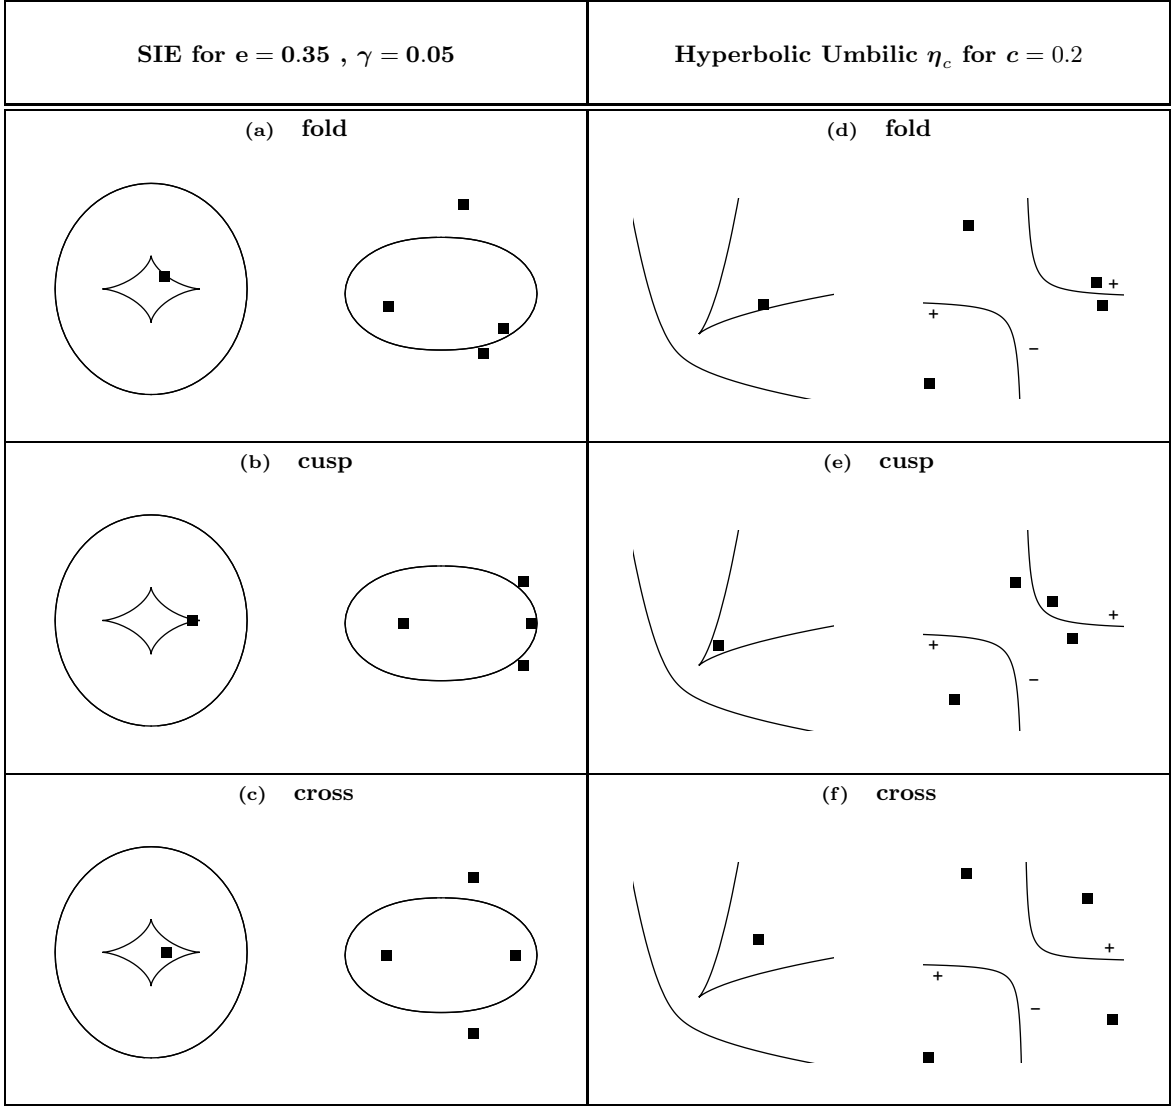 SIE for e = 0.35 , γ = 0.05
Hyperbolic Umbilic η_c for c = 0.2
(a) fold
(d) fold
+
+
−
(b) cusp
(e) cusp
+
+
−
(c) cross
(f) cross
+
+
−